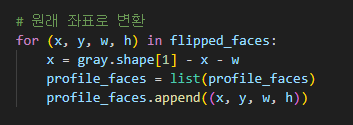 # 원래 좌표로 변환
for (x, y, w, h) in flipped_faces:
    x = gray.shape[1] - x - w
    profile_faces = list(profile_faces)
    profile_faces.append((x, y, w, h))